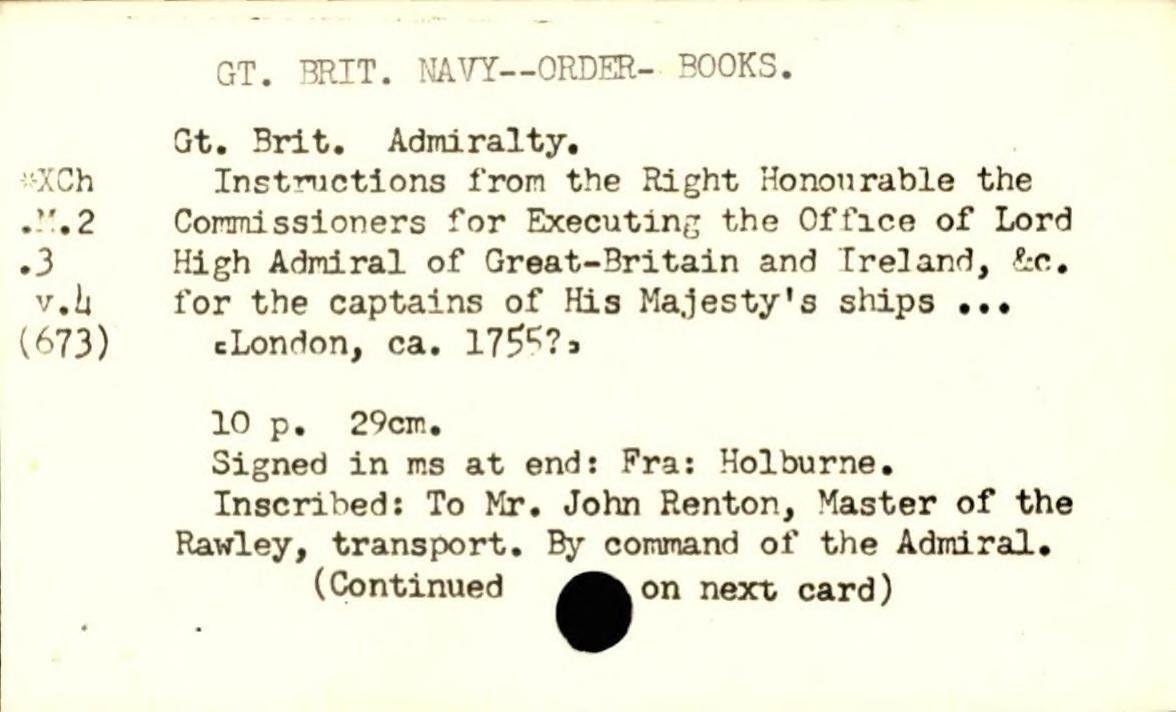 GT. BRIT. NAVY--ORDER- BOOKS.
Gt. Brit. Admiralty.
*XCh Instructions from the Right Honourable the
.M.2 Commissioners for Executing the Office of Lord
.3 High Admiral of Great-Britain and Ireland, &c.
v.4 for the captains of His Majesty's ships ...
(673) [London, ca. 1755?]
10 p. 29cm.
Signed in ms at end: Fra: Holburne.
Inscribed: To Mr. John Renton, Master of the
Rawley, transport. By command of the Admiral.
(Continued on next card)